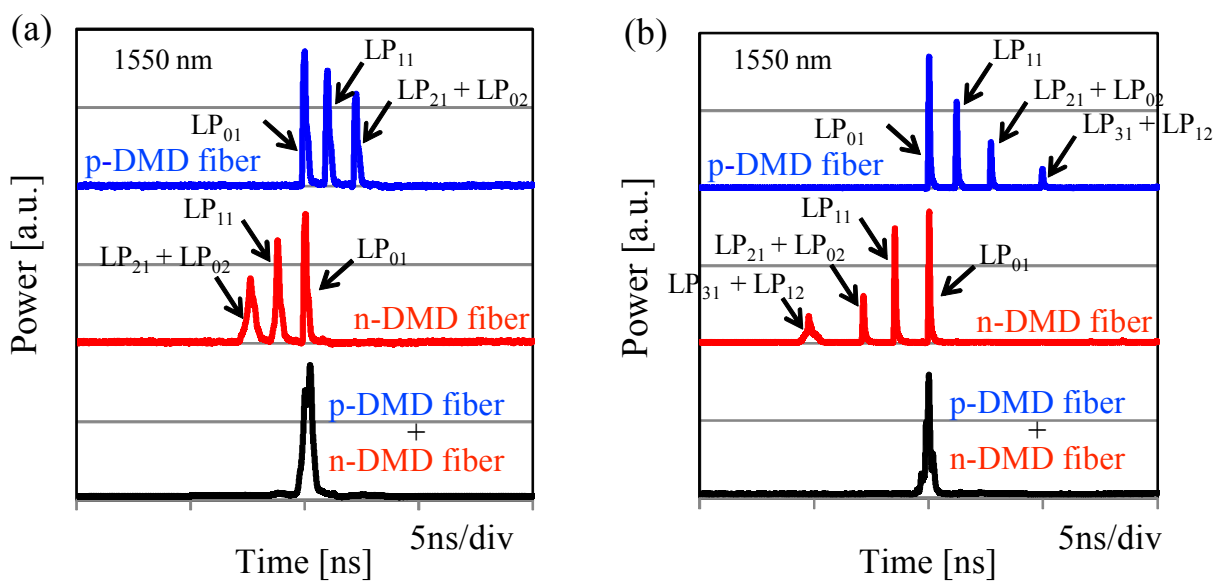 (a)
1550 nm
LP11
LP21 + LP02
LP01
p-DMD fiber
LP11
LP21 + LP02
LP01
n-DMD fiber
p-DMD fiber
+
n-DMD fiber
Power [a.u.]
5ns/div
Time [ns]
(b)
1550 nm
LP11
LP21 + LP02
LP31 + LP12
LP01
p-DMD fiber
LP11
LP21 + LP02
LP31 + LP12
LP01
n-DMD fiber
p-DMD fiber
+
n-DMD fiber
Power [a.u.]
5ns/div
Time [ns]